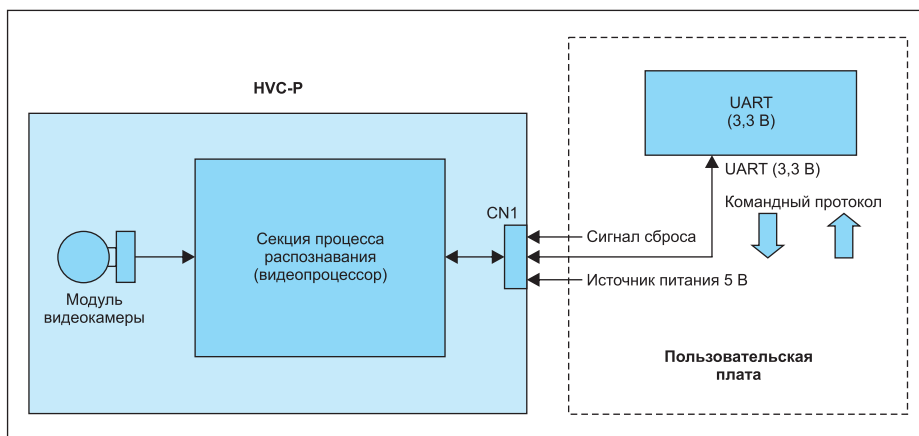 HVC-P
Модуль
видеокамеры
Секция процесса
распознавания
(видеопроцессор)
CN1
UART
(3,3 В)
UART (3,3 В)
Командный протокол
Сигнал сброса
Источник питания 5 В
Пользовательская
плата